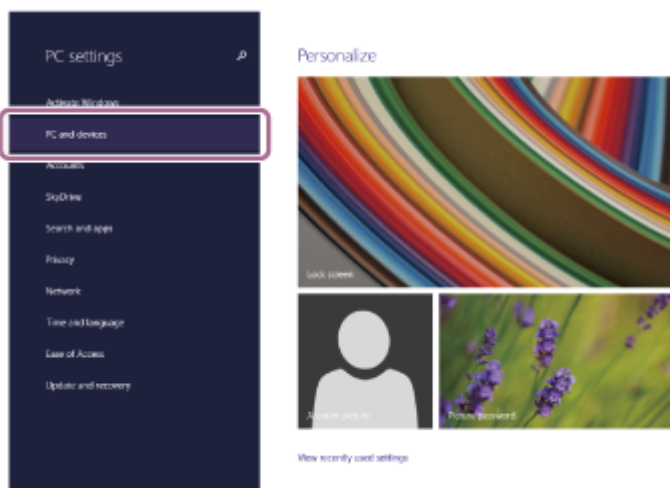 PC settings
Activate Windows
PC and devices
Accounts
SkyDrive
Search and apps
Privacy
Network
Time and language
Ease of Access
Update and recovery
Personalize
Lock screen
Account picture
Picture password
View recently used settings